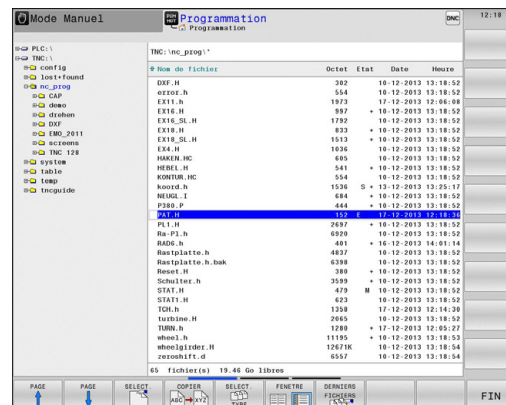 Mode Manuel
Programmation
Programmation
DNC
12:18
PLC:\
TNC:\
config
lost+found
nc_prog
CAP
demo
drehen
DXF
EMO_2011
screens
TNC 128
system
table
temp
tncguide
TNC:\nc_prog\*
Nom de fichier Octet Etat Date Heure
DXF.H 302 10-12-2013 13:18:52
error.h 554 10-12-2013 13:18:52
EX11.h 1973 17-12-2013 12:06:08
EX16.H 997 + 10-12-2013 13:18:52
EX16_SL.H 1792 10-12-2013 13:18:52
EX18.H 833 + 10-12-2013 13:18:52
EX18_SL.H 1513 + 10-12-2013 13:18:52
EX4.H 1036 10-12-2013 13:18:52
HAKEN.HC 605 10-12-2013 13:18:52
HEBEL.H 541 + 10-12-2013 13:18:52
KONTUR.HC 554 10-12-2013 13:18:52
koord.h 1536 S + 13-12-2013 13:25:17
NEUGL.I 684 + 10-12-2013 13:18:52
P380.P 444 + 10-12-2013 13:18:52
PAT.H 152 E 17-12-2013 12:18:36
PL1.H 2697 + 10-12-2013 13:18:52
Ra-Pl.h 6920 10-12-2013 13:18:52
RAD6.h 401 + 16-12-2013 14:01:14
Rastplatte.h 4837 10-12-2013 13:18:52
Rastplatte.h.bak 6398 10-12-2013 13:18:52
Reset.H 380 + 10-12-2013 13:18:52
Schulter.h 3599 + 10-12-2013 13:18:52
STAT.H 479 M 10-12-2013 13:18:52
STAT1.H 623 10-12-2013 13:18:52
TCH.h 1358 17-12-2013 12:14:30
turbine.H 2065 10-12-2013 13:18:52
TURN.h 1280 + 17-12-2013 12:05:27
wheel.h 11195 + 10-12-2013 13:18:53
wheelgirder.H 12671K 10-12-2013 13:18:54
zeroshift.d 6557 10-12-2013 13:18:54
65 fichier(s) 19.46 Go libres
PAGE
PAGE
SELECT.
COPIER
ABC
XYZ
SELECT.
TYPE
FENETRE
DERNIERS
FICHIERS
FIN